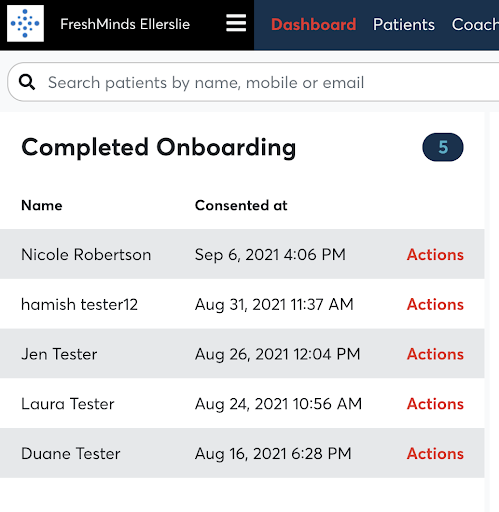 FreshMinds Ellerslie Dashboard Patients Coach
Search patients by name, mobile or email
Completed Onboarding 5
Name Consented at
Nicole Robertson Sep 6, 2021 4:06 PM Actions
hamish tester12 Aug 31, 2021 11:37 AM Actions
Jen Tester Aug 26, 2021 12:04 PM Actions
Laura Tester Aug 24, 2021 10:56 AM Actions
Duane Tester Aug 16, 2021 6:28 PM Actions